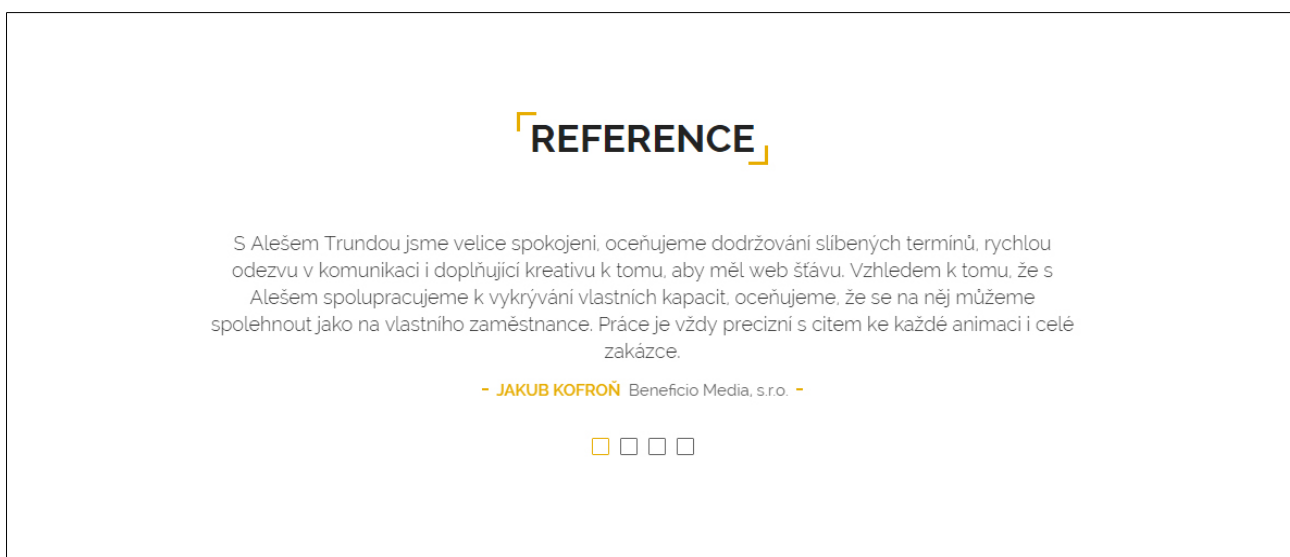 REFERENCE
S Alešem Trundou jsme velice spokojeni, oceňujeme dodržování slíbených termínů, rychlou
odezvu v komunikaci i doplňující kreativu k tomu, aby měl web šťávu. Vzhledem k tomu, že s
Alešem spolupracujeme k vykrývání vlastních kapacit, oceňujeme, že se na něj můžeme
spolehnout jako na vlastního zaměstnance. Práce je vždy precizní s citem ke každé animaci i celé
zakázce.
- JAKUB KOFROŇ Beneficio Media, s.r.o. -